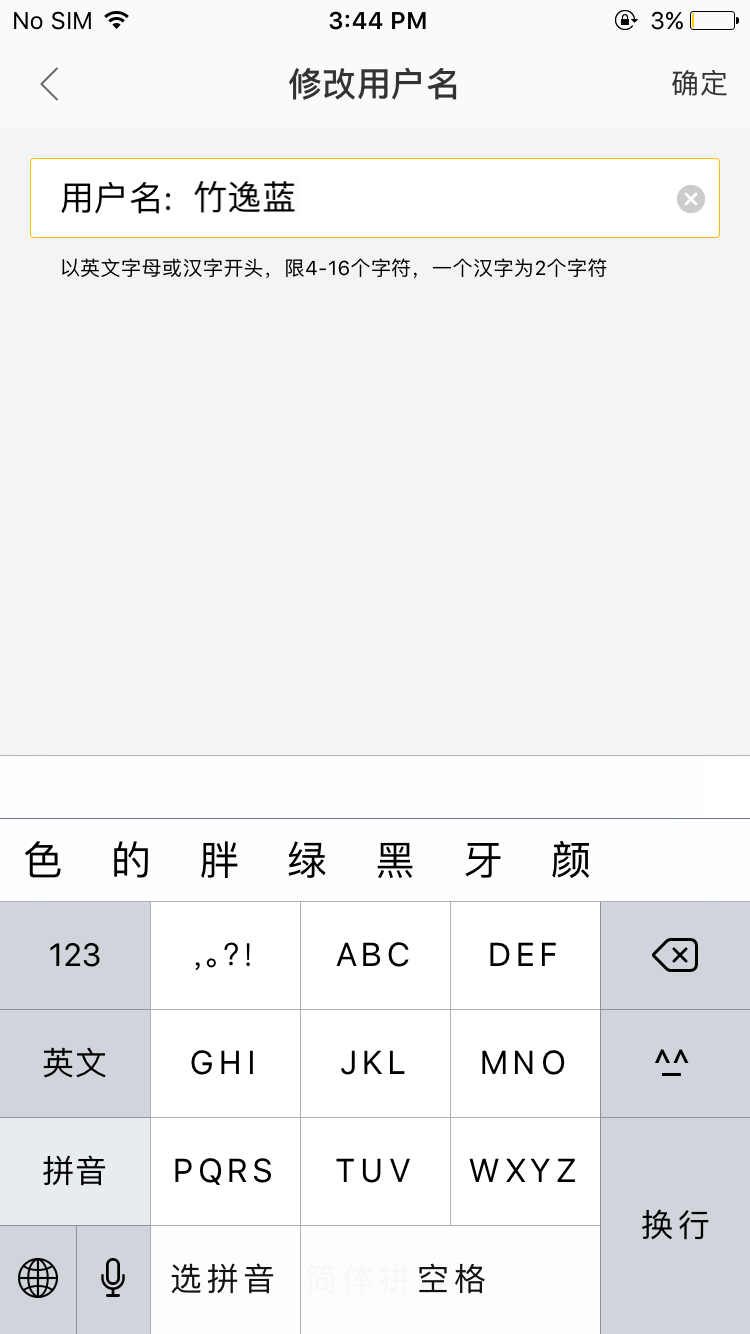 No SIM 3:44 PM 3%
修改用户名 确定
用户名: 竹逸蓝
以英文字母或汉字开头，限4-16个字符，一个汉字为2个字符
色 的 胖 绿 黑 牙 颜
123 ,。?! ABC DEF
英文 GHI JKL MNO ^^
拼音 PQRS TUV WXYZ
换行
选拼音 简体拼 空格